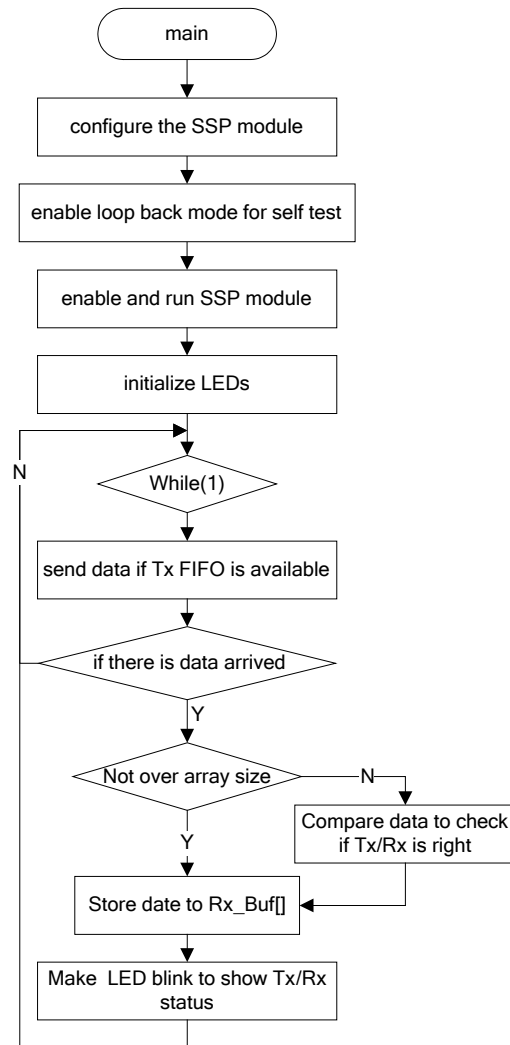 main
configure the SSP module
enable loop back mode for self test
enable and run SSP module
initialize LEDs
N
While(1)
send data if Tx FIFO is available
if there is data arrived
Y
Not over array size
N
Compare data to check
if Tx/Rx is right
Y
Store date to Rx_Buf[]
Make LED blink to show Tx/Rx
status